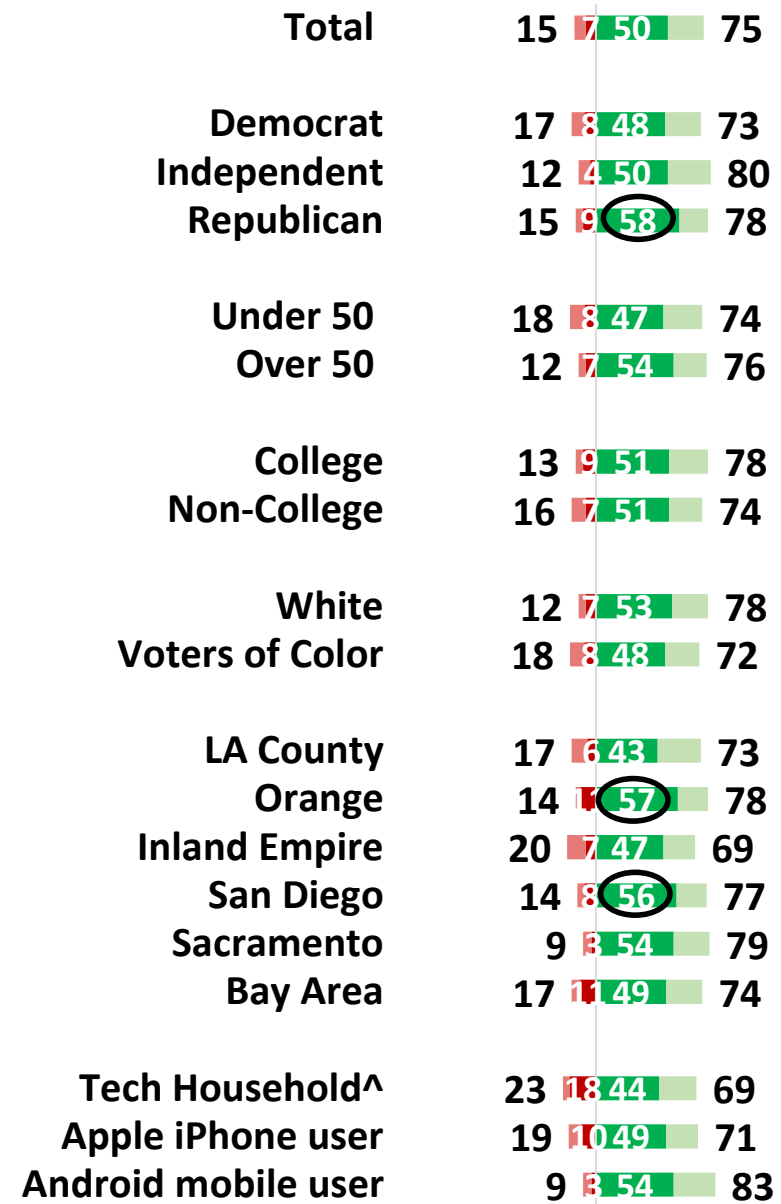 Total 15 7 50 75
Democrat 17 8 48 73
Independent 12 4 50 80
Republican 15 9 58 78
Under 50 18 8 47 74
Over 50 12 7 54 76
College 13 9 51 78
Non-College 16 7 51 74
White 12 7 53 78
Voters of Color 18 8 48 72
LA County 17 6 43 73
Orange 14 11 57 78
Inland Empire 20 7 47 69
San Diego 14 8 56 77
Sacramento 9 3 54 79
Bay Area 17 11 49 74
Tech Household^ 23 18 44 69
Apple iPhone user 19 10 49 71
Android mobile user 9 3 54 83